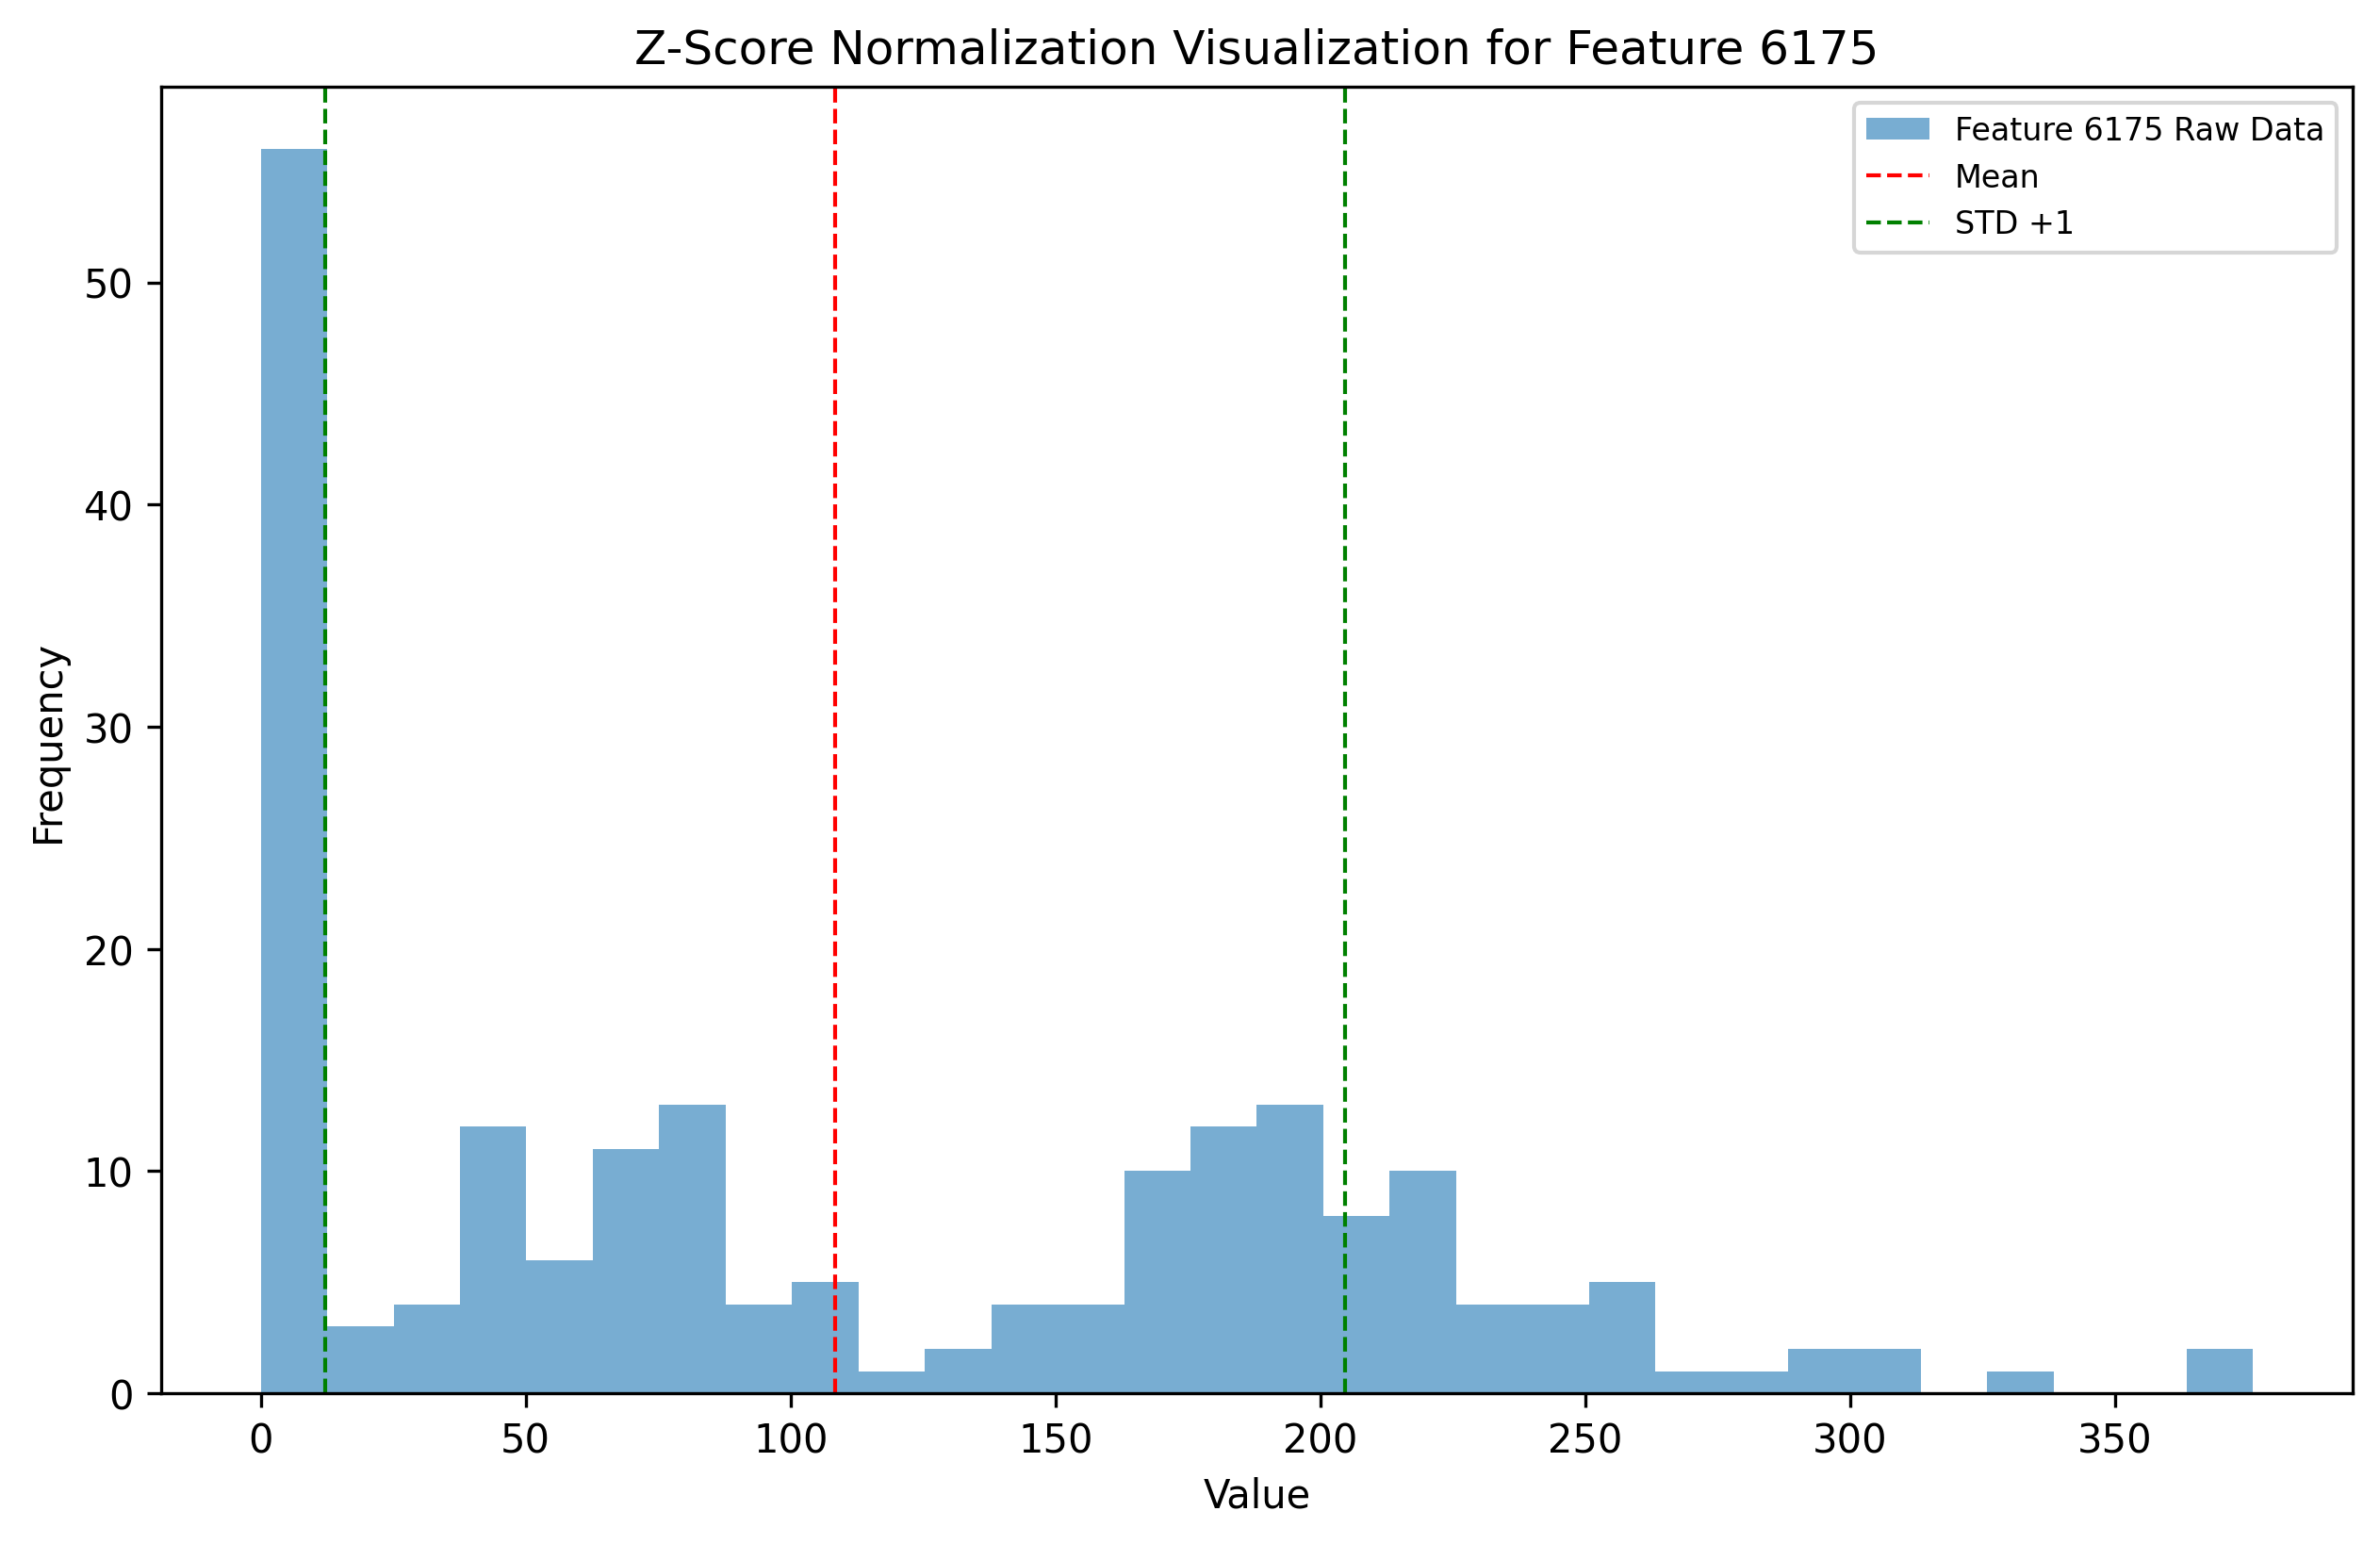 Z-Score Normalization Visualization for Feature 6175
Feature 6175 Raw Data
Mean
STD +1
Frequency
50
40
30
20
10
0
0 50 100 150 200 250 300 350
Value